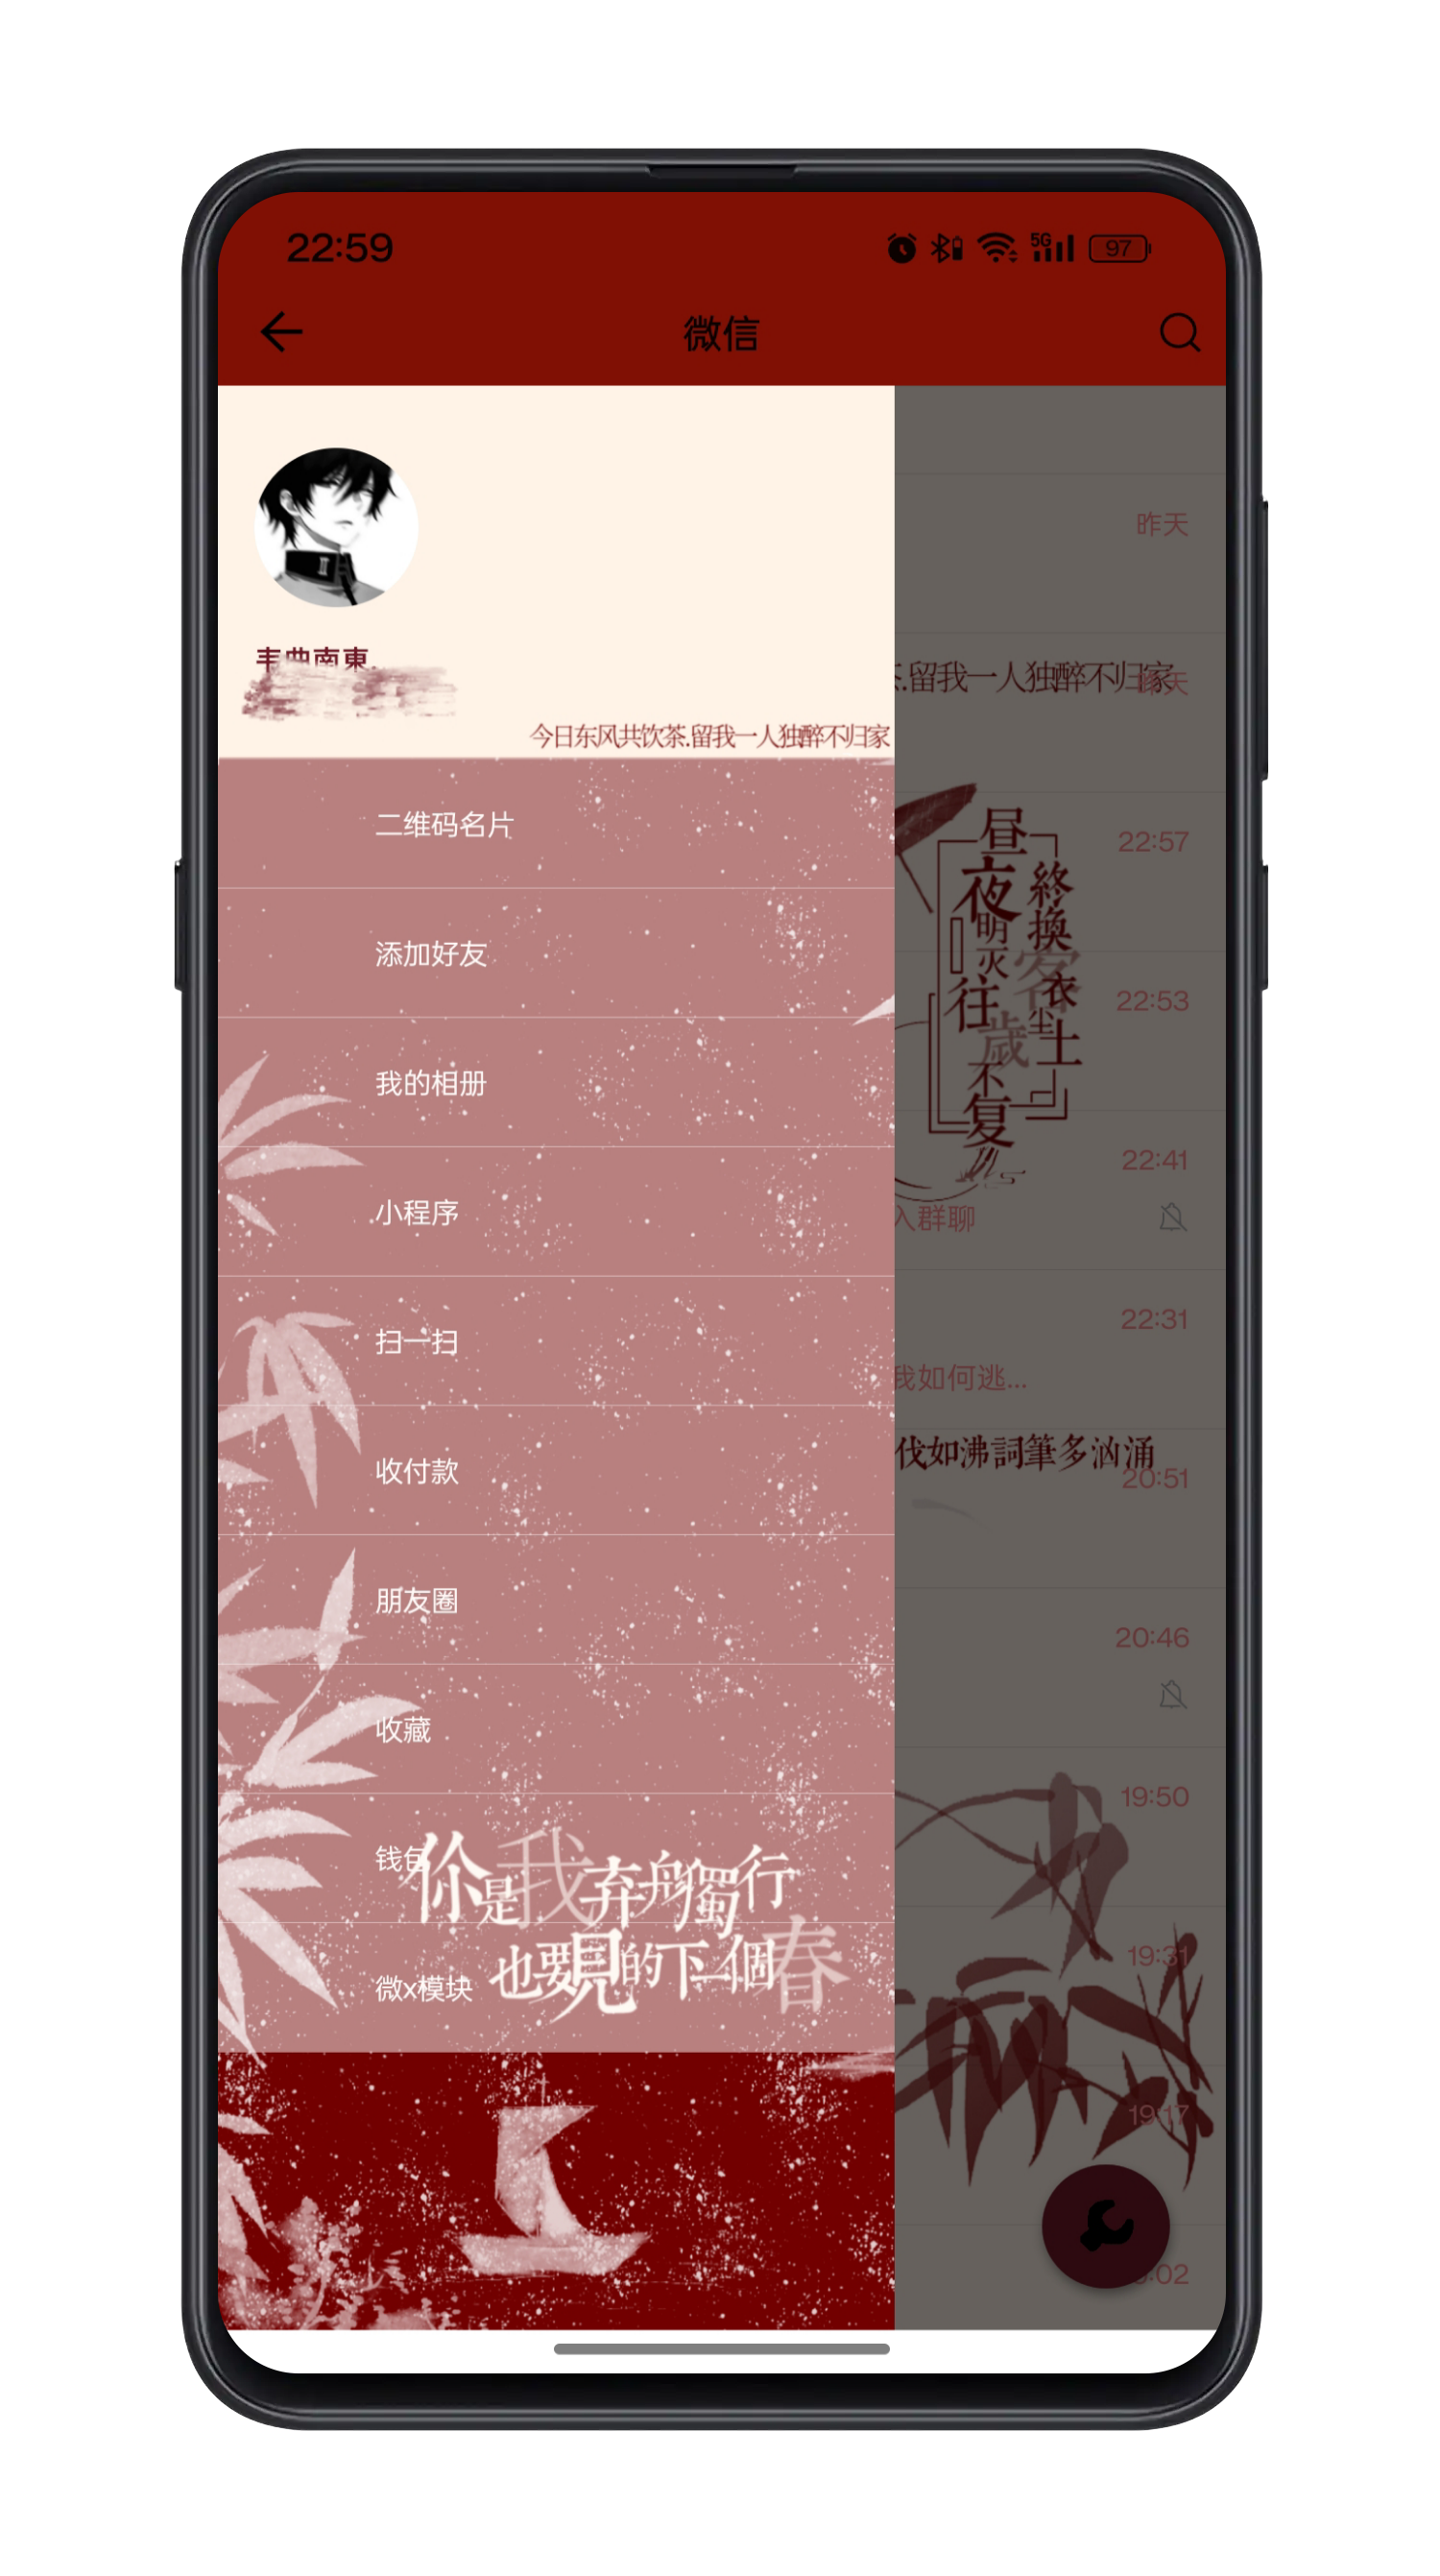 22:59
5G
97
微信
韦曲南東.
今日东风共饮茶.留我一人独醉不归家
二维码名片
添加好友
我的相册
小程序
扫一扫
收付款
朋友圈
收藏
钱包
微x模块
你是我弃舟獨行
也要見的下一個春
昨天
.留我一人独醉不归家
昨天
22:57
昼夜明灭往歲不复
終換客衣尘土
22:53
22:41
入群聊
22:31
我如何逃...
伐如沸詞筆多汹涌
20:51
20:46
19:50
19:31
19:17
:02